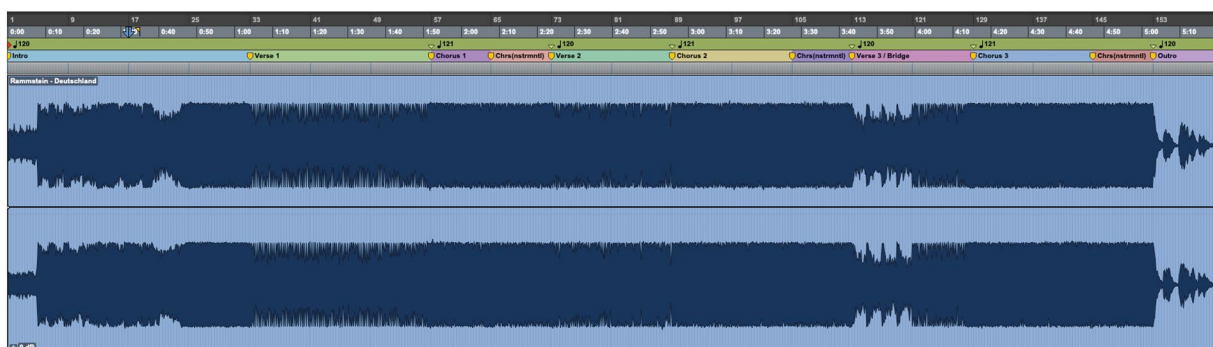 1 9 17 25 33 41 49 57 65 73 81 89 97 105 113 121 129 137 145 153
0:00 0:10 0:20 0:40 0:50 1:00 1:10 1:20 1:30 1:40 1:50 2:00 2:10 2:20 2:30 2:40 2:50 3:00 3:10 3:20 3:30 3:40 3:50 4:00 4:10 4:20 4:30 4:40 4:50 5:00 5:10
120 121 120 121 120 121 120
Intro Verse 1 Chorus 1 Chrs(nstrmntl) Verse 2 Chorus 2 Chrs(nstrmntl) Verse 3 / Bridge Chorus 3 Chrs(nstrmntl) Outro
Rammstein - Deutschland
0 dB